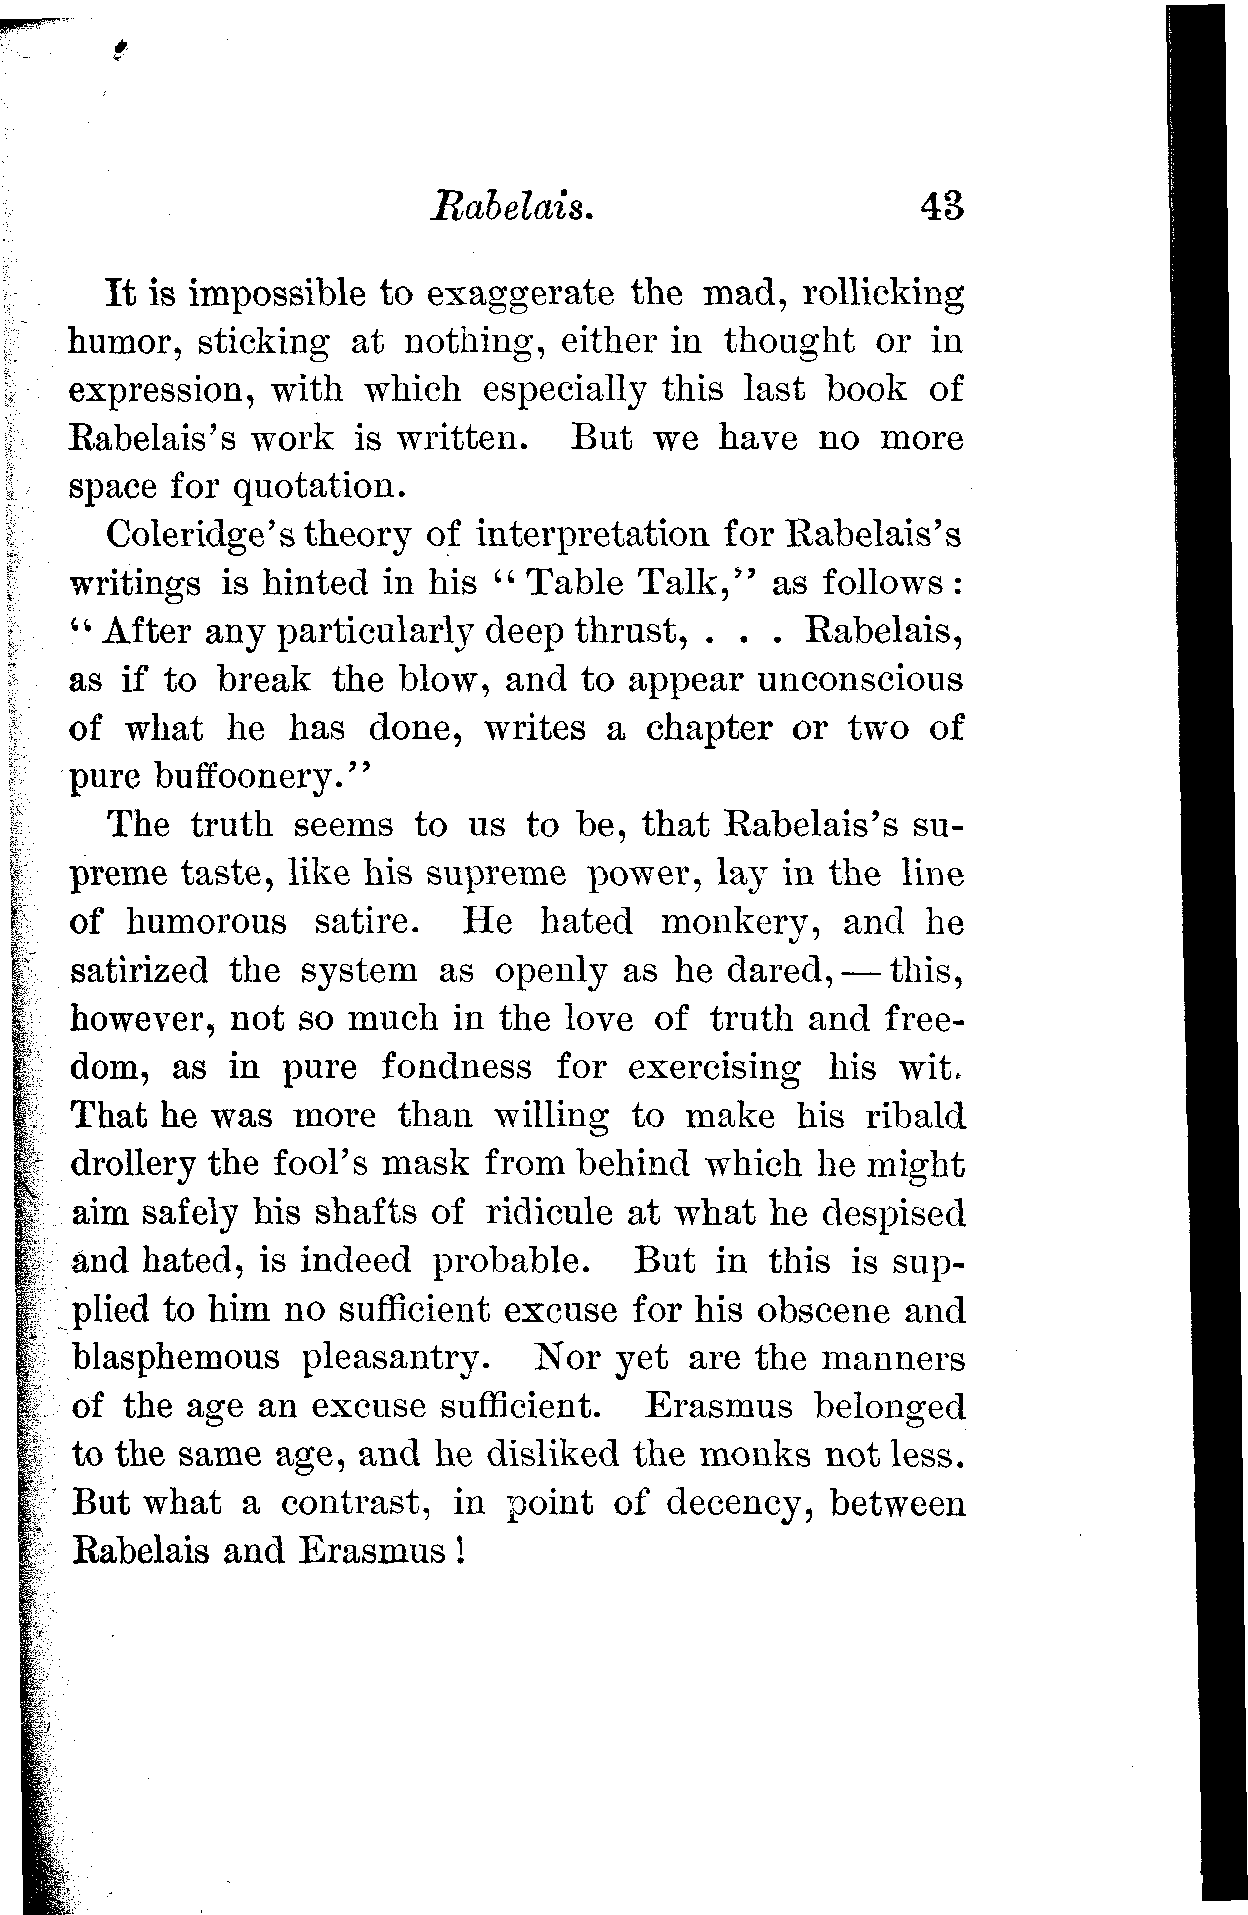 Rabelais. 43
It is impossible to exaggerate the mad, rollicking
humor, sticking at nothing, either in thought or in
expression, with which especially this last book of
Rabelais's work is written. But we have no more
space for quotation.
Coleridge's theory of interpretation for Rabelais's
writings is hinted in his “ Table Talk,” as follows :
“ After any particularly deep thrust, . . . Rabelais,
as if to break the blow, and to appear unconscious
of what he has done, writes a chapter or two of
pure buffoonery.”
The truth seems to us to be, that Rabelais's su-
preme taste, like his supreme power, lay in the line
of humorous satire. He hated monkery, and he
satirized the system as openly as he dared, — this,
however, not so much in the love of truth and free-
dom, as in pure fondness for exercising his wit.
That he was more than willing to make his ribald
drollery the fool's mask from behind which he might
aim safely his shafts of ridicule at what he despised
and hated, is indeed probable. But in this is sup-
plied to him no sufficient excuse for his obscene and
blasphemous pleasantry. Nor yet are the manners
of the age an excuse sufficient. Erasmus belonged
to the same age, and he disliked the monks not less.
But what a contrast, in point of decency, between
Rabelais and Erasmus !